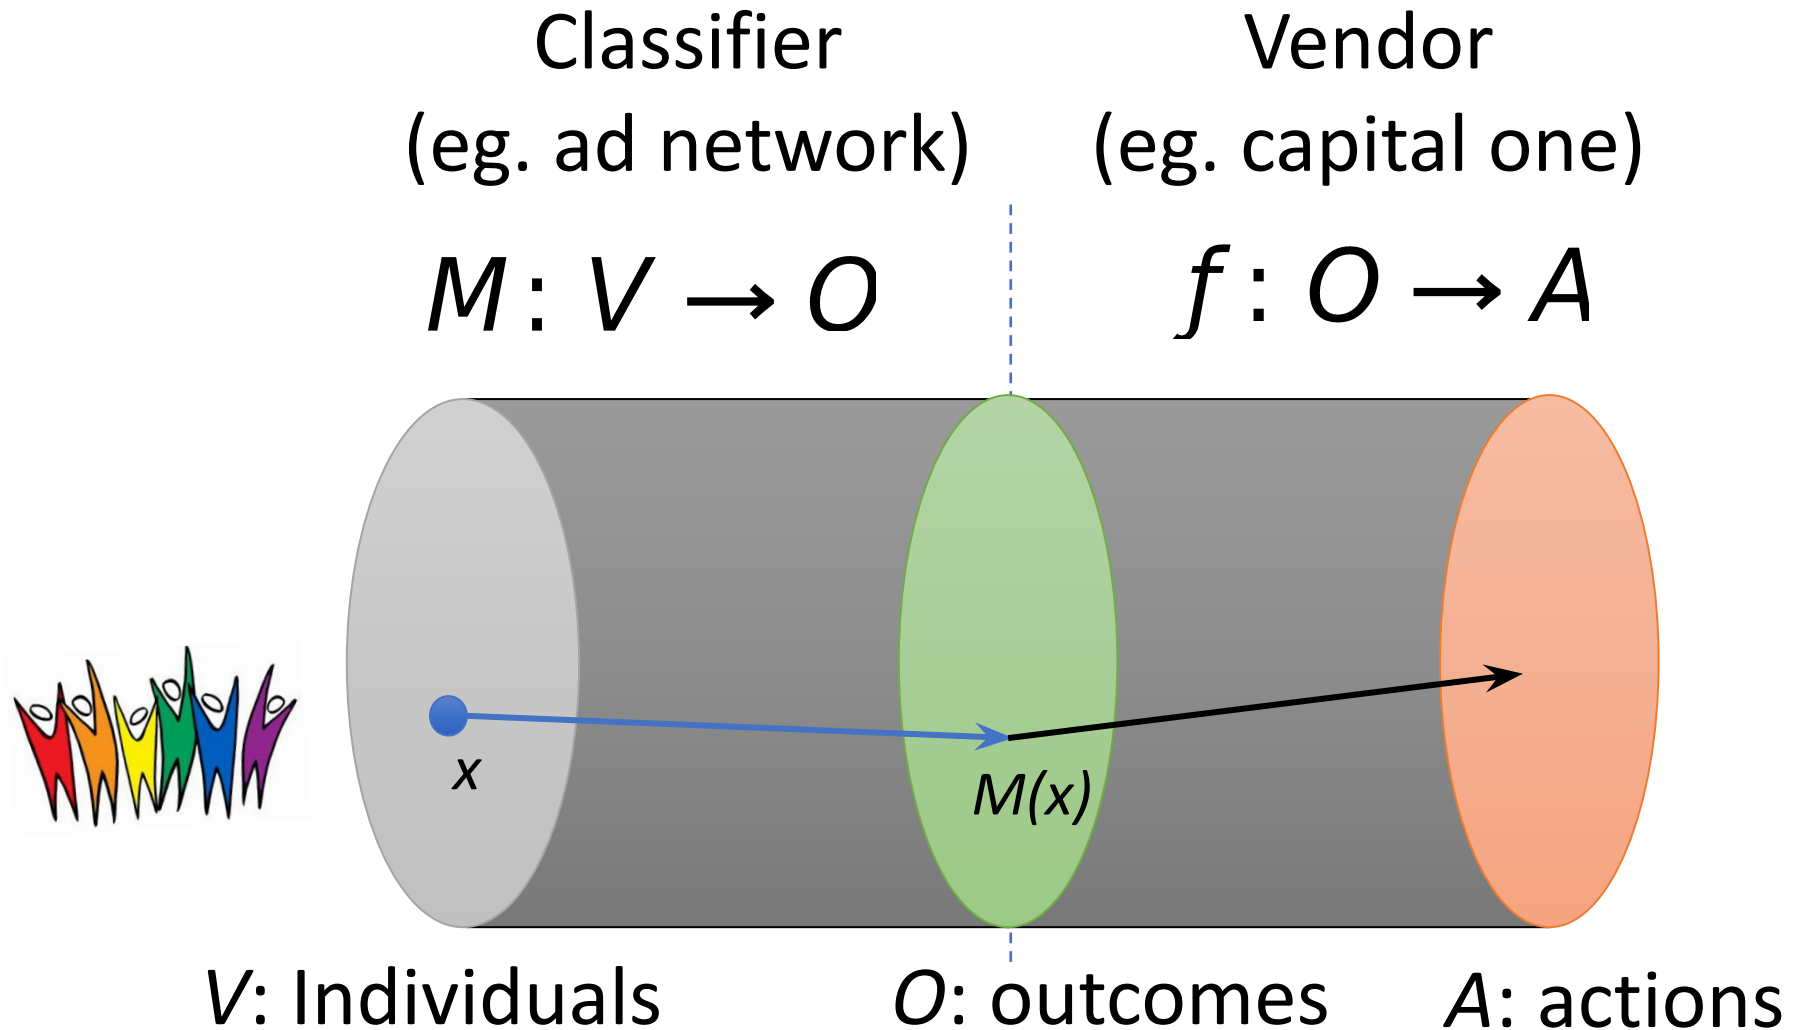 Classifier
(eg. ad network)
M: V → O
Vendor
(eg. capital one)
f: O → A
x
M(x)
V: Individuals
O: outcomes
A: actions